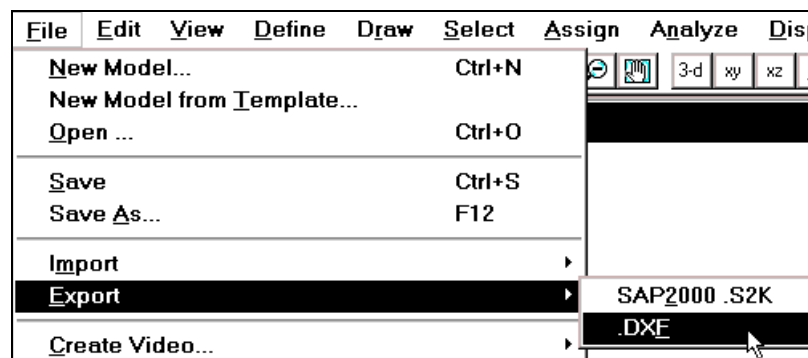 File Edit View Define Draw Select Assign Analyze Dis
New Model... Ctrl+N
3-d xy xz
New Model from Template...
Open ... Ctrl+O
Save Ctrl+S
Save As... F12
Import
Export
SAP2000 .S2K
.DXF
Create Video...